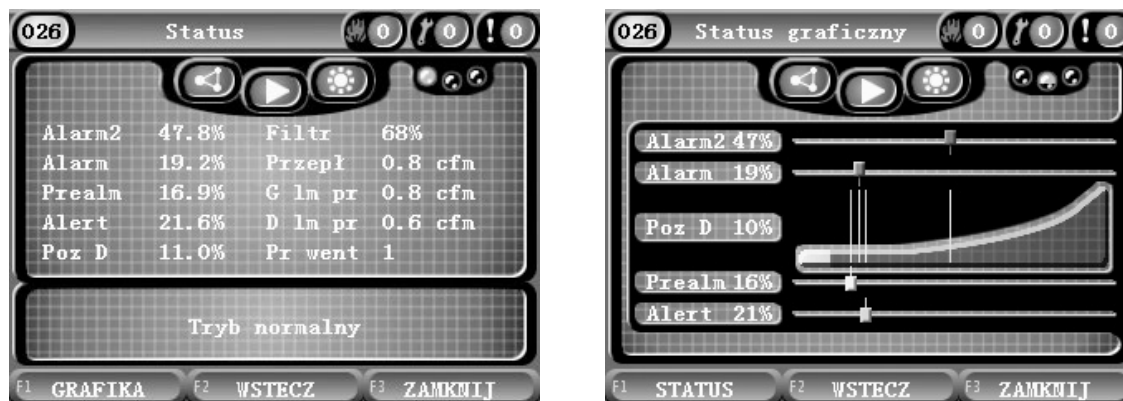 026 Status 0 0 ! 0
Alarm2 47.8% Filtr 68%
Alarm 19.2% Przepł 0.8 cfm
Prealm 16.9% G lm pr 0.8 cfm
Alert 21.6% D lm pr 0.6 cfm
Poz D 11.0% Pr went 1
Tryb normalny
F1 GRAFIKA F2 WSTECZ F3 ZAMKNIJ
026 Status graficzny 0 0 ! 0
Alarm2 47%
Alarm 19%
Poz D 10%
Prealm 16%
Alert 21%
F1 STATUS F2 WSTECZ F3 ZAMKNIJ